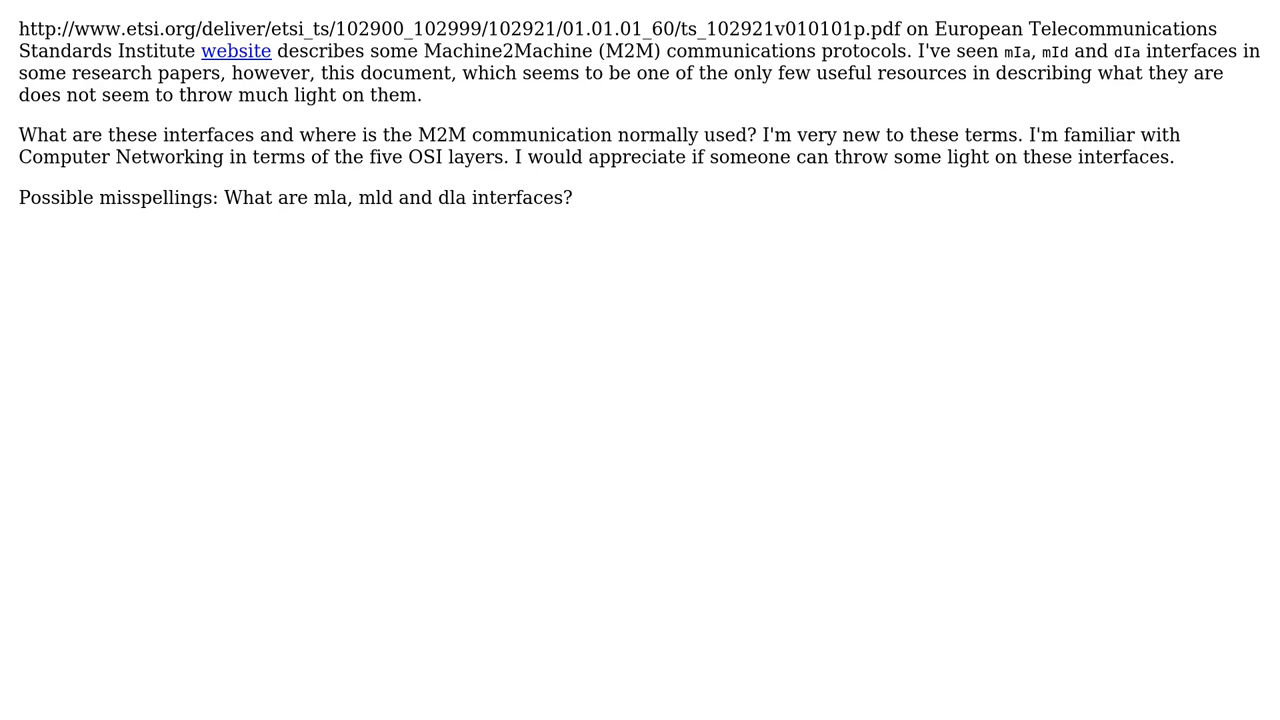 http://www.etsi.org/deliver/etsi_ts/102900_102999/102921/01.01.01_60/ts_102921v010101p.pdf on European Telecommunications
Standards Institute website describes some Machine2Machine (M2M) communications protocols. I've seen mIa, mId and dIa interfaces in
some research papers, however, this document, which seems to be one of the only few useful resources in describing what they are
does not seem to throw much light on them.
What are these interfaces and where is the M2M communication normally used? I'm very new to these terms. I'm familiar with
Computer Networking in terms of the five OSI layers. I would appreciate if someone can throw some light on these interfaces.
Possible misspellings: What are mla, mld and dla interfaces?